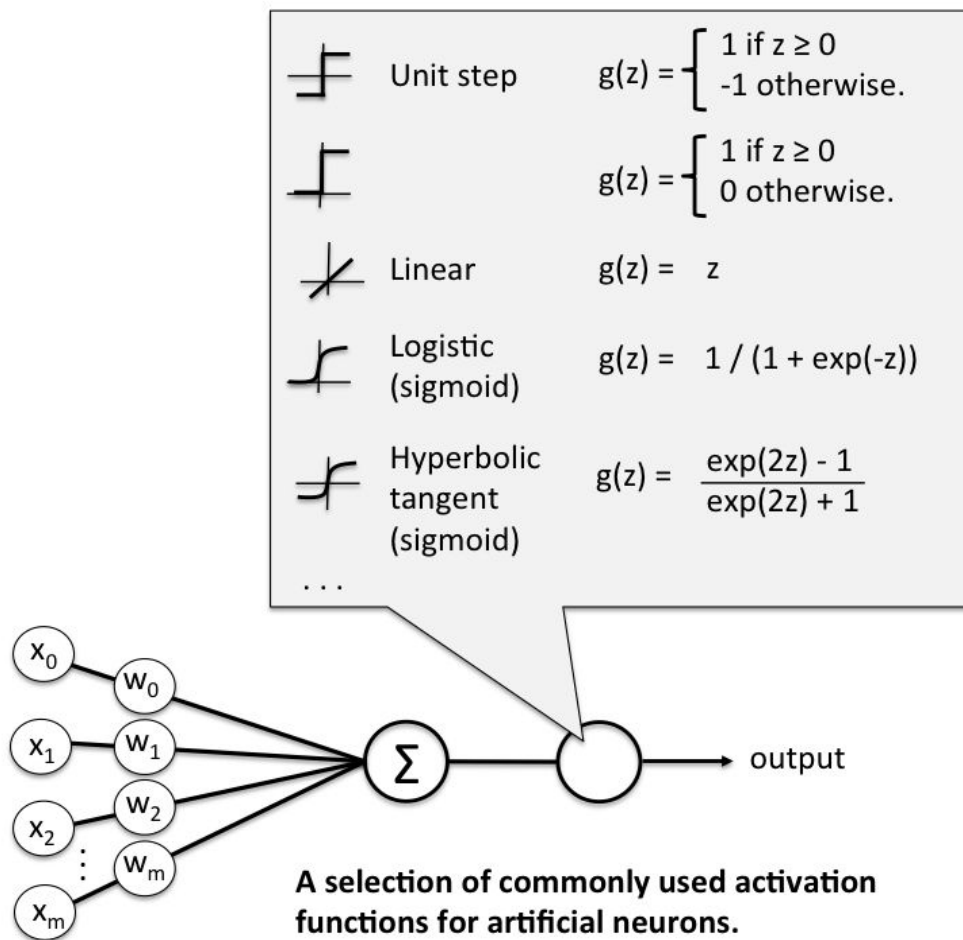 Unit step g(z) = { 1 if z ≥ 0
-1 otherwise.
g(z) = { 1 if z ≥ 0
0 otherwise.
Linear g(z) = z
Logistic
(sigmoid) g(z) = 1 / (1 + exp(-z))
Hyperbolic
tangent
(sigmoid) g(z) = exp(2z) - 1
exp(2z) + 1
. . .
x₀ w₀
x₁ w₁
x₂ w₂
⋮
xₘ wₘ
Σ
output
A selection of commonly used activation
functions for artificial neurons.